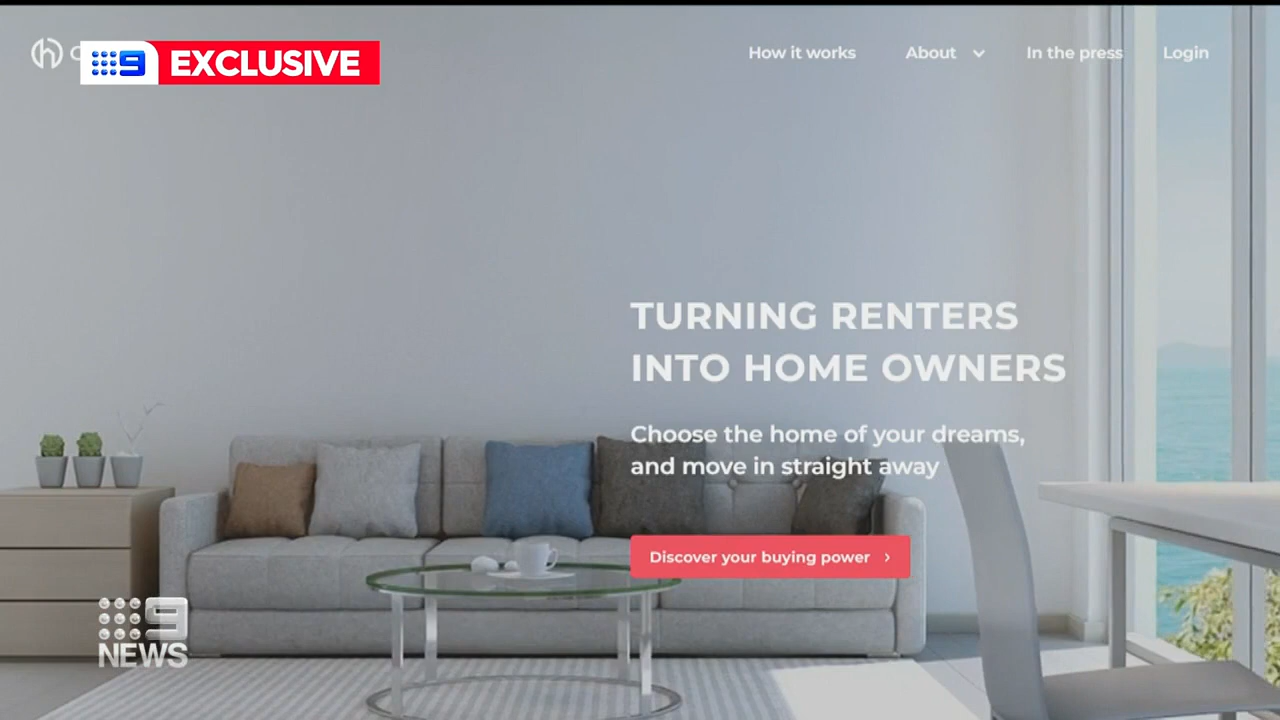 9 EXCLUSIVE
How it works
About
In the press
Login
TURNING RENTERS
INTO HOME OWNERS
Choose the home of your dreams,
and move in straight away
Discover your buying power
9
NEWS